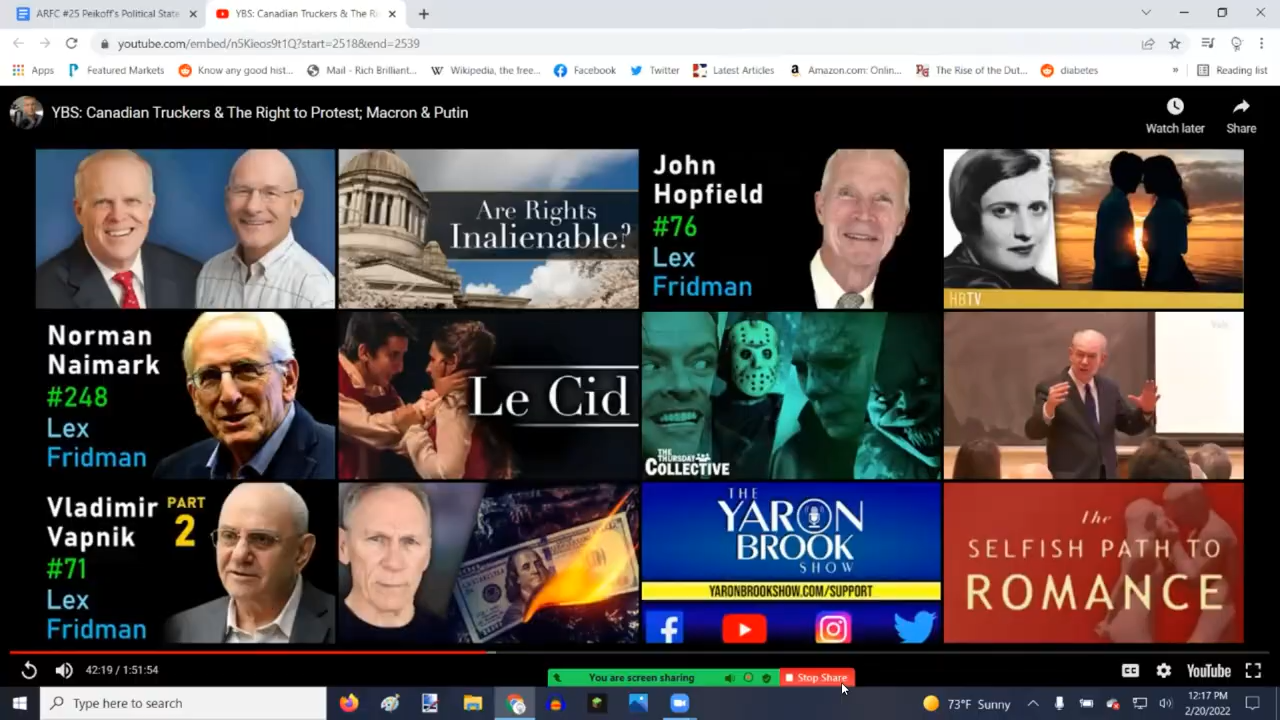 ARFC #25 Peikoff's Political State
YBS: Canadian Truckers & The Ri
youtube.com/embed/n5Kieos9t1Q?start=2518&end=2539
Apps
Featured Markets
Know any good hist...
Mail - Rich Brilliant...
Wikipedia, the free...
Facebook
Twitter
Latest Articles
Amazon.com: Onlin...
The Rise of the Dut...
diabetes
»
Reading list
YBS: Canadian Truckers & The Right to Protest; Macron & Putin
Watch later
Share
Are Rights
Inalienable?
John
Hopfield
#76
Lex
Fridman
HBTV
Norman
Naimark
#248
Lex
Fridman
Le Cid
THE THURSDAY
COLLECTIVE
Vladimir
Vapnik
PART
2
#71
Lex
Fridman
THE
YARON
BROOK
SHOW
YARONBROOKSHOW.COM/SUPPORT
The
SELFISH PATH TO
ROMANCE
42:19 / 1:51:54
CC
YouTube
You are screen sharing
Stop Share
Type here to search
73°F Sunny
12:17 PM
2/20/2022